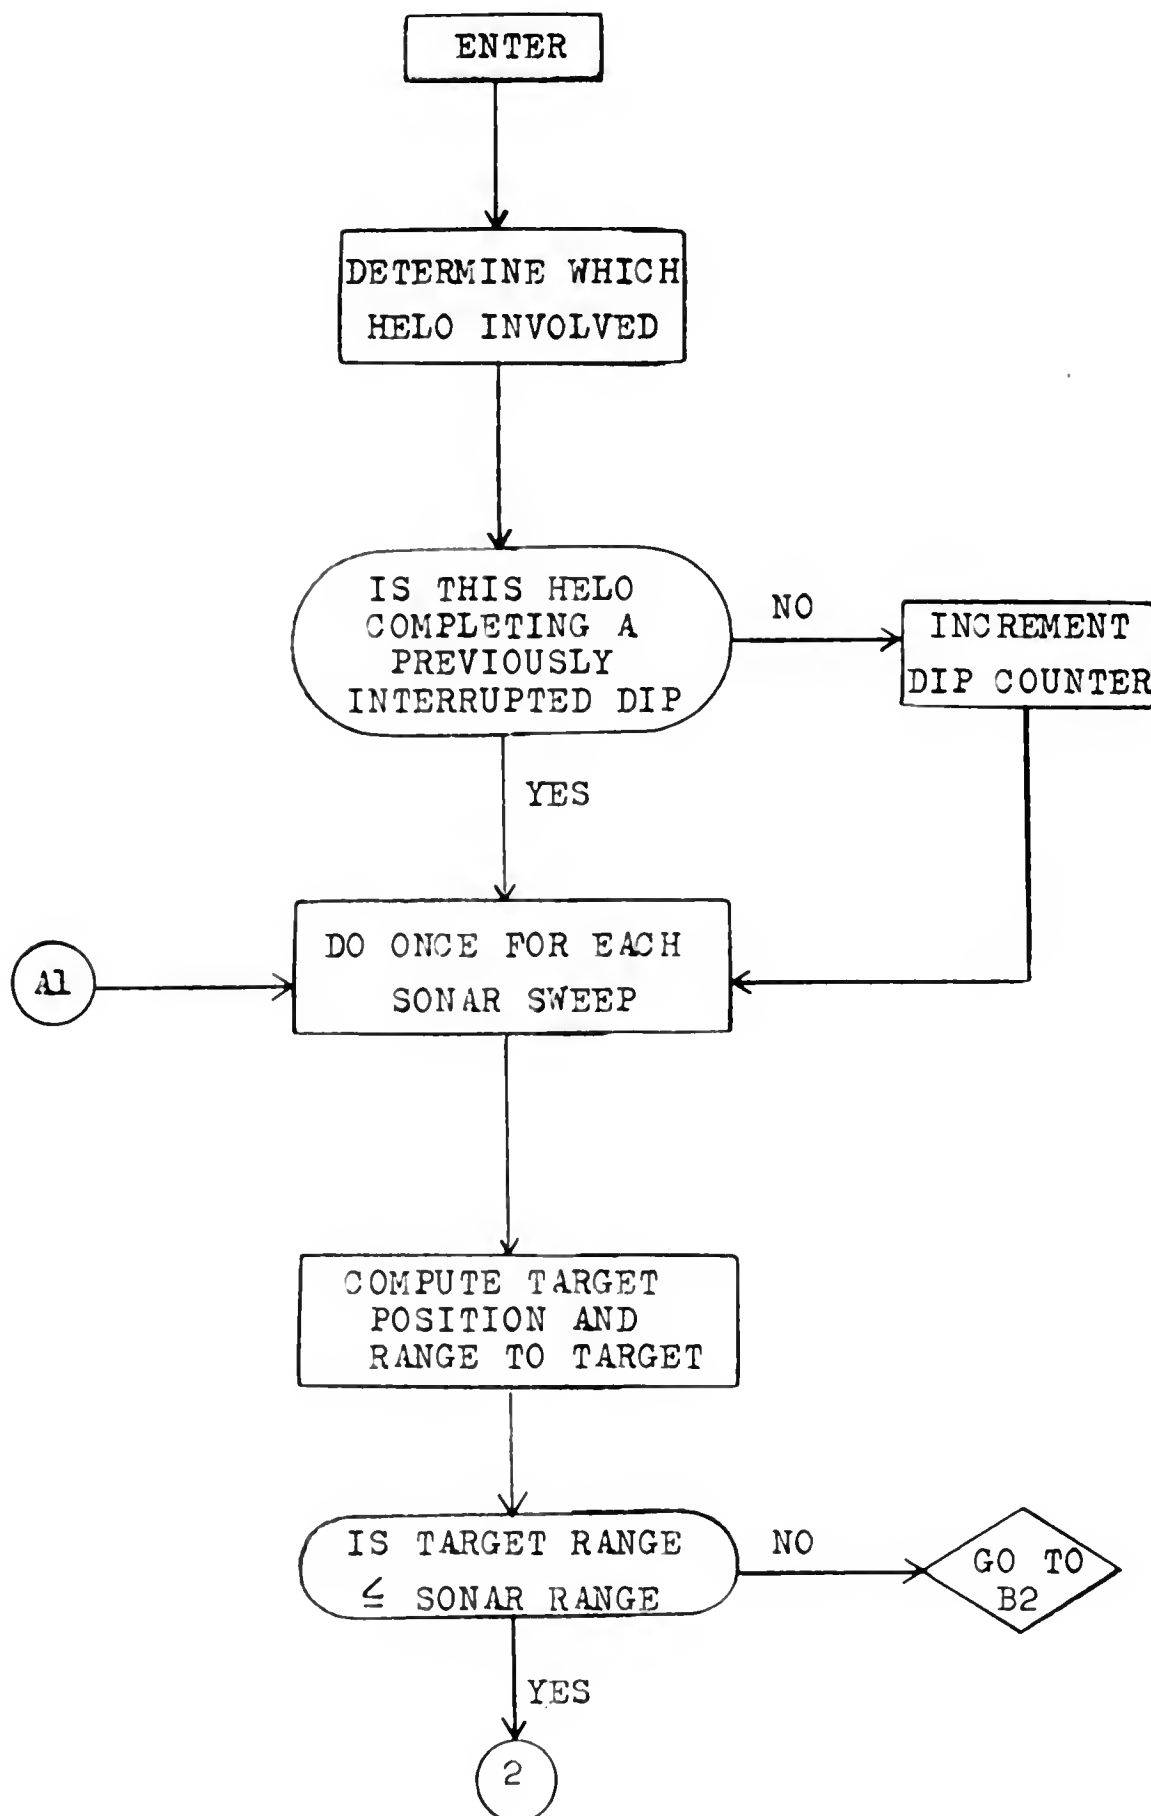 ENTER
DETERMINE WHICH
HELO INVOLVED
IS THIS HELO
COMPLETING A
PREVIOUSLY
INTERRUPTED DIP
NO
INCREMENT
DIP COUNTER
YES
DO ONCE FOR EACH
SONAR SWEEP
A1
COMPUTE TARGET
POSITION AND
RANGE TO TARGET
IS TARGET RANGE
≤ SONAR RANGE
NO
GO TO
B2
YES
2